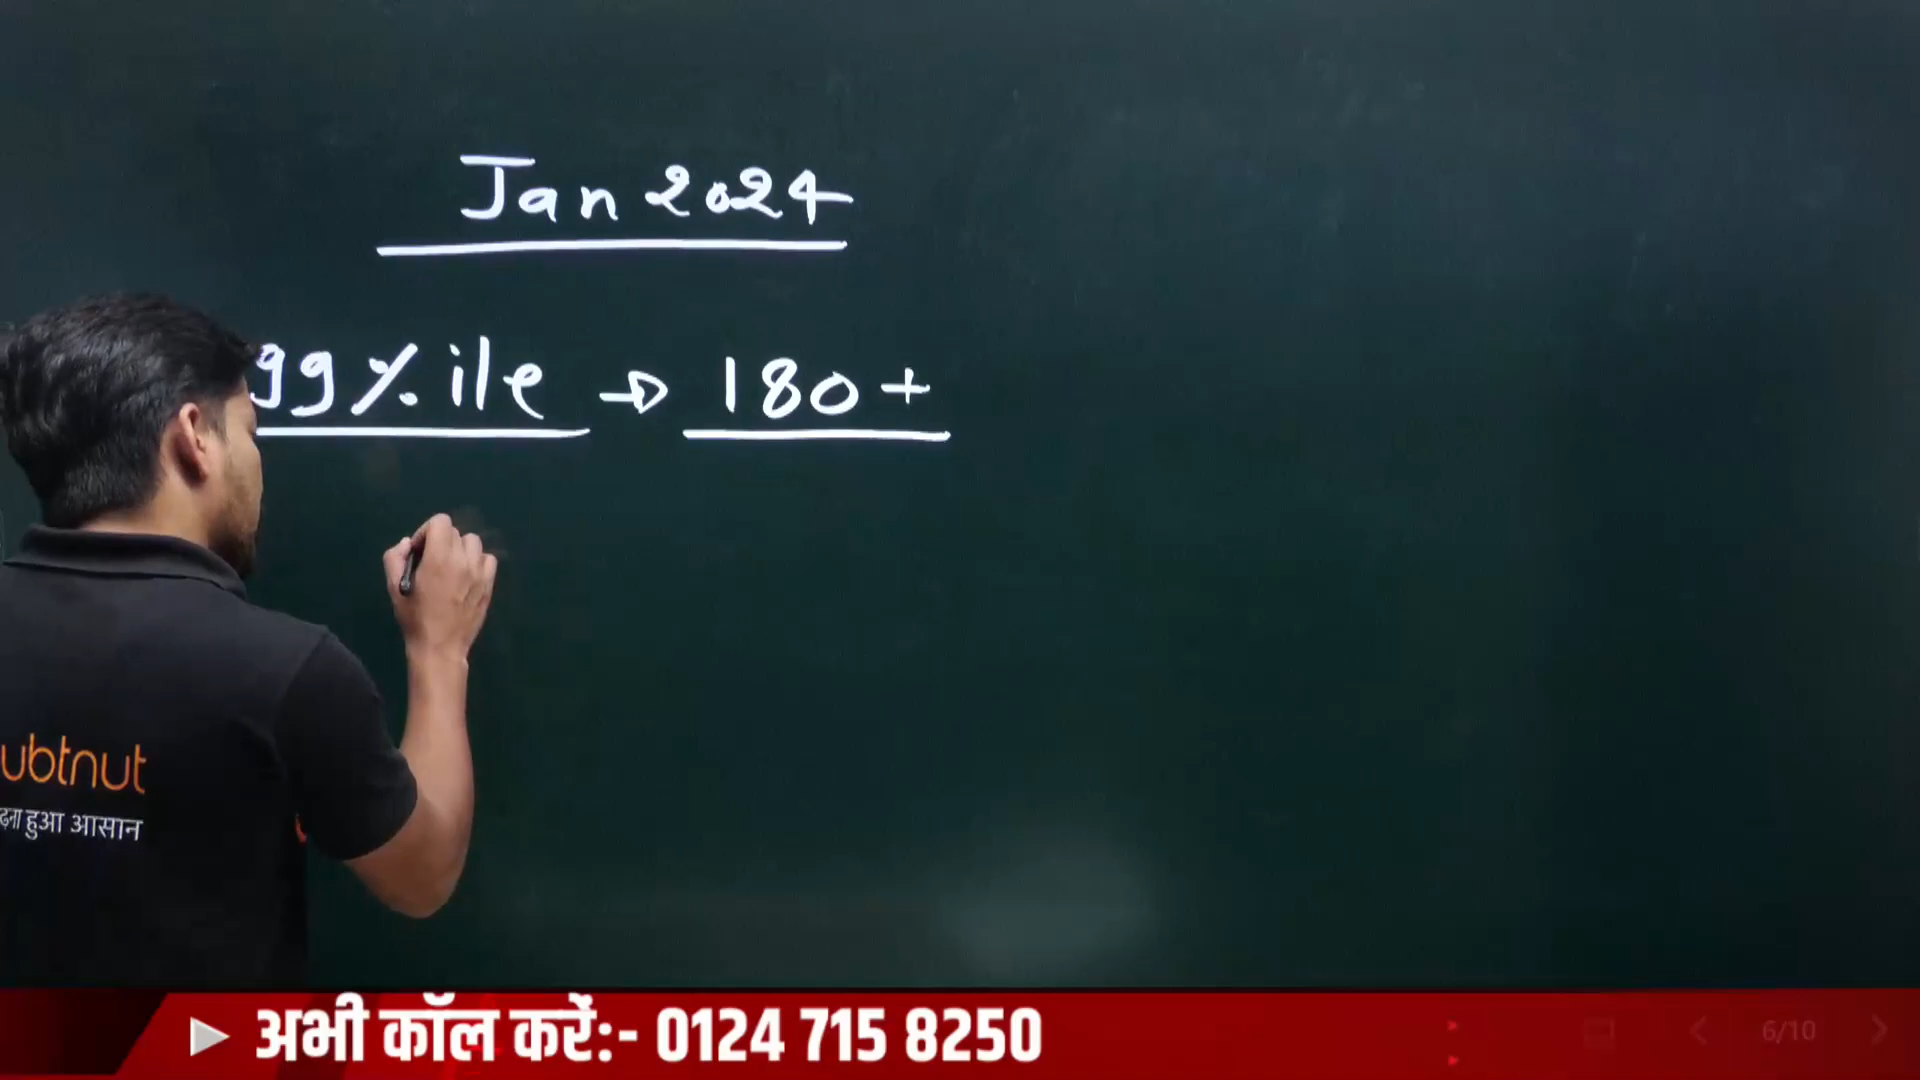 Jan 2024
99%ile → 180+
ubtnut
ढ़ना हुआ आसान
अभी कॉल करें:- 0124 715 8250
6/10